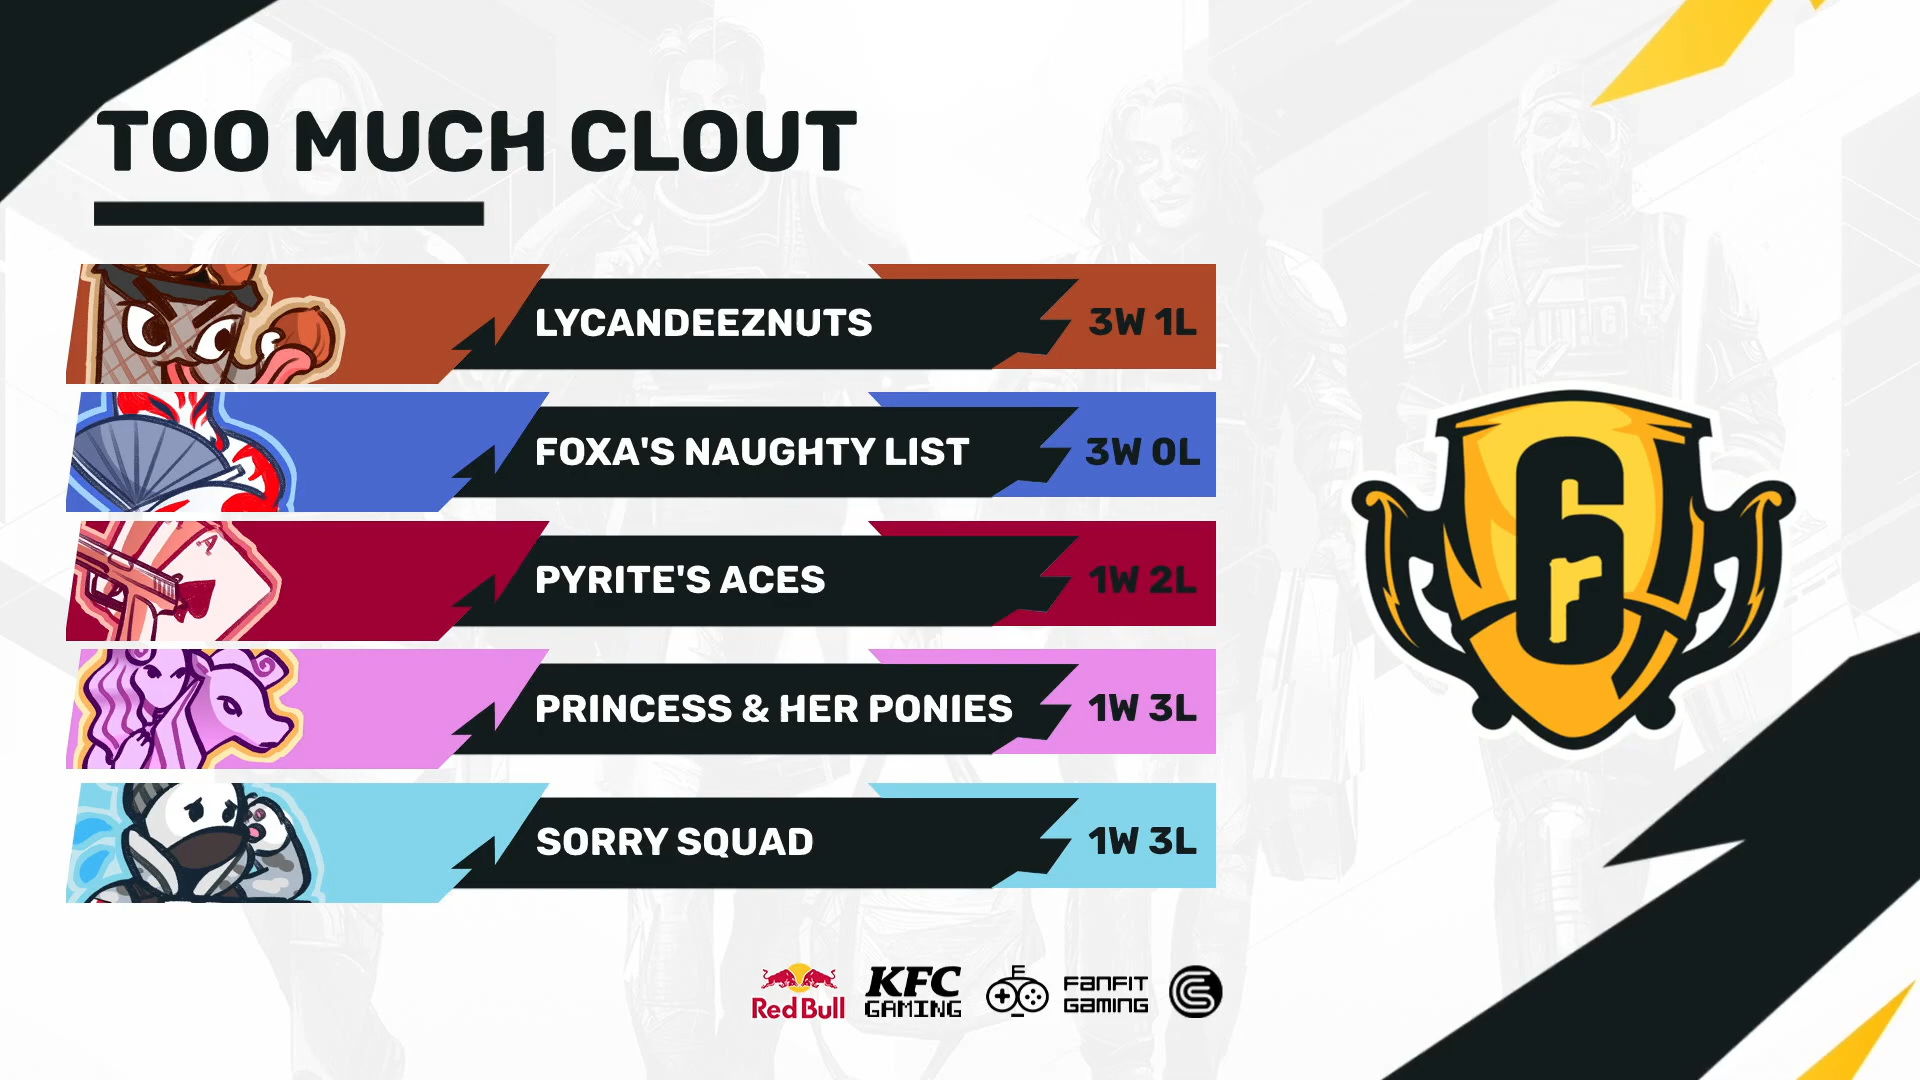 TOO MUCH CLOUT
LYCANDEEZNUTS 3W 1L
FOXA'S NAUGHTY LIST 3W 0L
PYRITE'S ACES 1W 2L
PRINCESS & HER PONIES 1W 3L
SORRY SQUAD 1W 3L
A
6
Red Bull
KFC
GAMING
F
FANFIT
GAMING